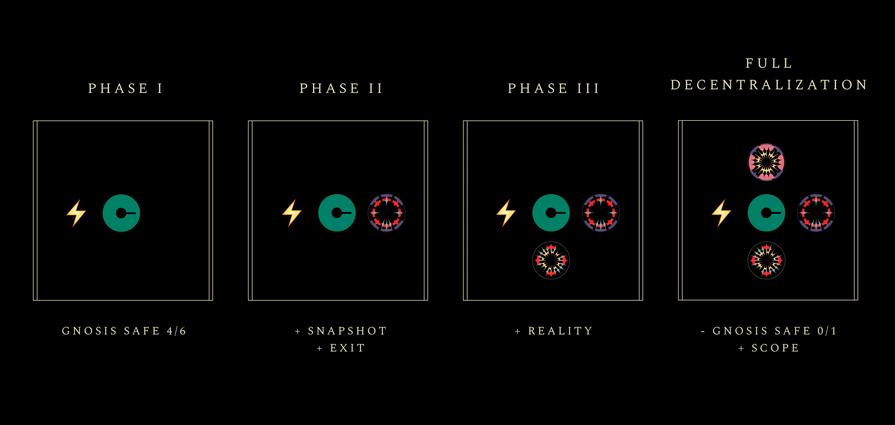 PHASE I
GNOSIS SAFE 4/6
PHASE II
+ SNAPSHOT
+ EXIT
PHASE III
+ REALITY
FULL
DECENTRALIZATION
- GNOSIS SAFE 0/1
+ SCOPE